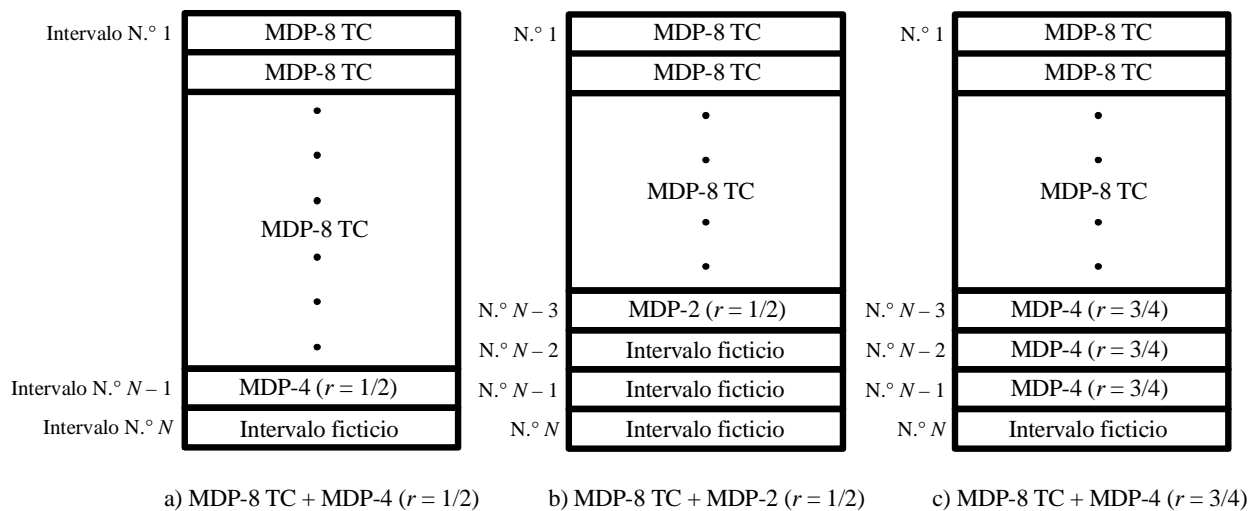 Intervalo N.° 1
MDP-8 TC
MDP-8 TC
MDP-8 TC
Intervalo N.° N – 1
MDP-4 (r = 1/2)
Intervalo N.° N
Intervalo ficticio
a) MDP-8 TC + MDP-4 (r = 1/2)
N.° 1
MDP-8 TC
MDP-8 TC
MDP-8 TC
N.° N – 3
MDP-2 (r = 1/2)
N.° N – 2
Intervalo ficticio
N.° N – 1
Intervalo ficticio
N.° N
Intervalo ficticio
b) MDP-8 TC + MDP-2 (r = 1/2)
N.° 1
MDP-8 TC
MDP-8 TC
MDP-8 TC
N.° N – 3
MDP-4 (r = 3/4)
N.° N – 2
MDP-4 (r = 3/4)
N.° N – 1
MDP-4 (r = 3/4)
N.° N
Intervalo ficticio
c) MDP-8 TC + MDP-4 (r = 3/4)